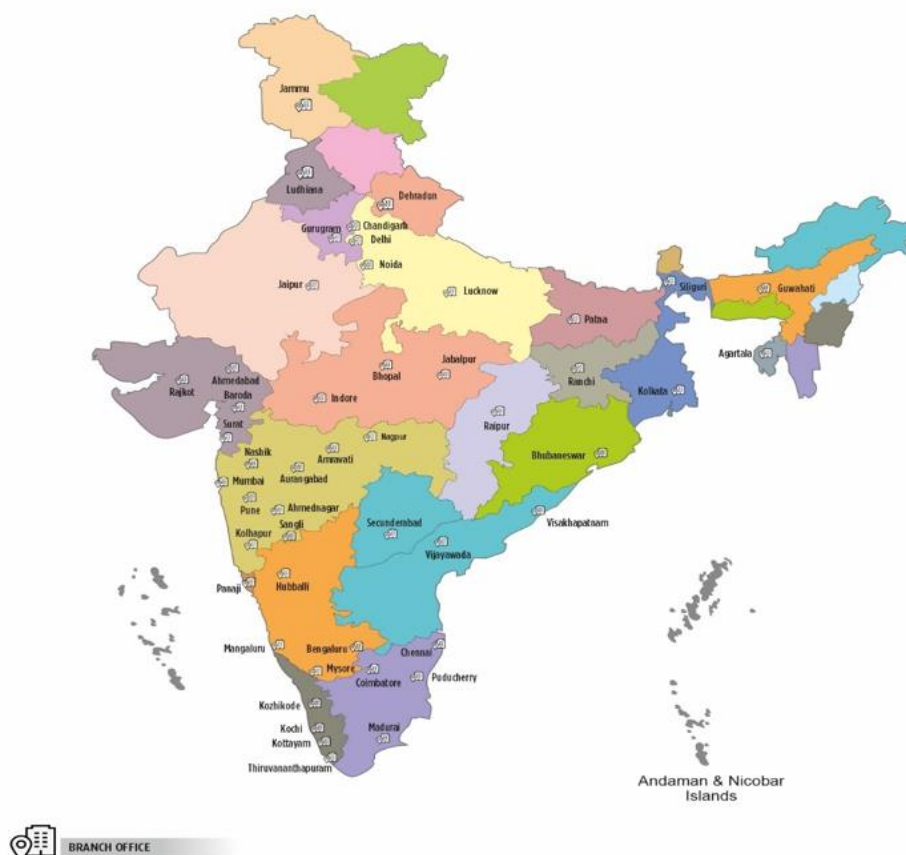 Jammu
Ludhiana
Dehradun
Chandigarh
Gurugram
Delhi
Noida
Jaipur
Lucknow
Siliguri
Guwahati
Pataa
Agartala
Jabalpur
Bhopal
Ranchi
Ahmedabad
Rajkot
Baroda
Indore
Kolkata
Raipur
Surat
Nagpur
Amravati
Nashik
Aurangabad
Bhubaneswar
Mumbai
Pune
Ahmednagar
Sangli
Secunderabad
Visakhapatnam
Kolhapur
Vijayawada
Panaji
Hubballi
Mangaluru
Bengaluru
Chennai
Mysore
Coimbatore
Puducherry
Kozhikode
Kochi
Madurai
Kottayam
Thiruvananthapuram
Andaman & Nicobar
Islands
BRANCH OFFICE